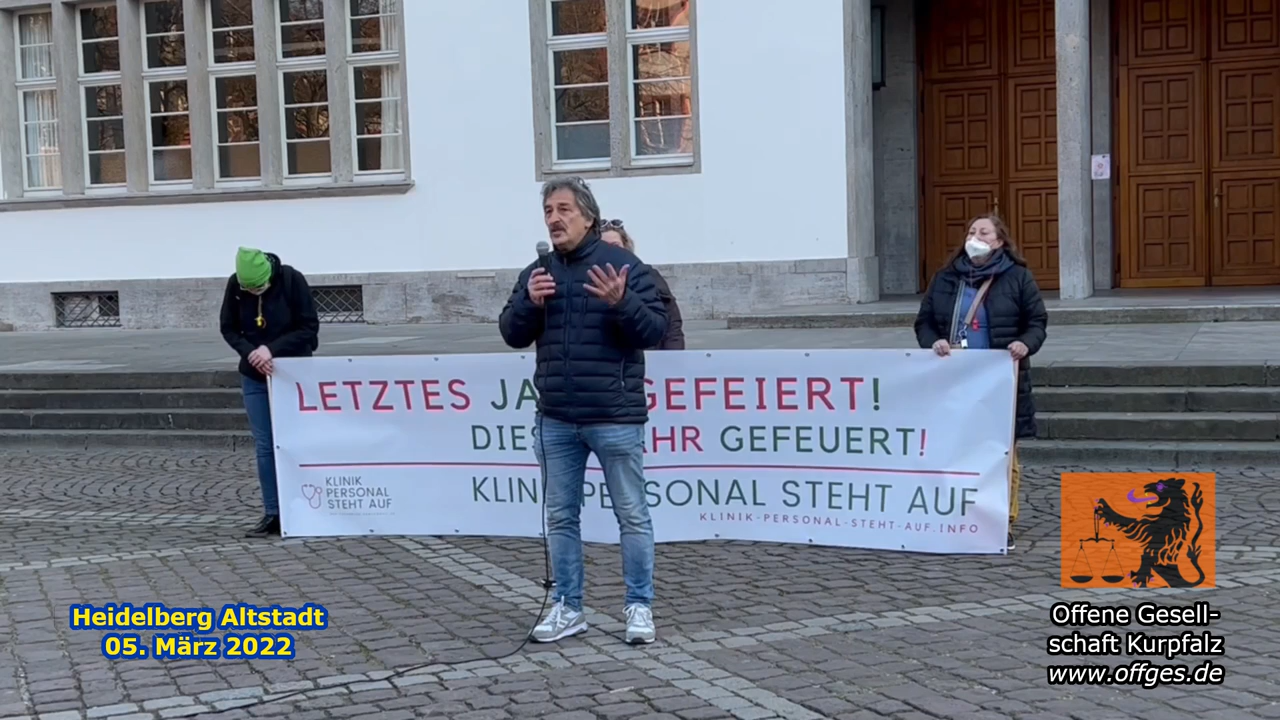 LETZTES JA GEFEIERT!
DIES HR GEFEUERT!
KLINIK
PERSONAL
STEHT AUF
KLIN PERSONAL STEHT AUF
KLINIK-PERSONAL-STEHT-AUF.INFO
Heidelberg Altstadt
05. März 2022
Offene Gesell-
schaft Kurpfalz
www.offges.de